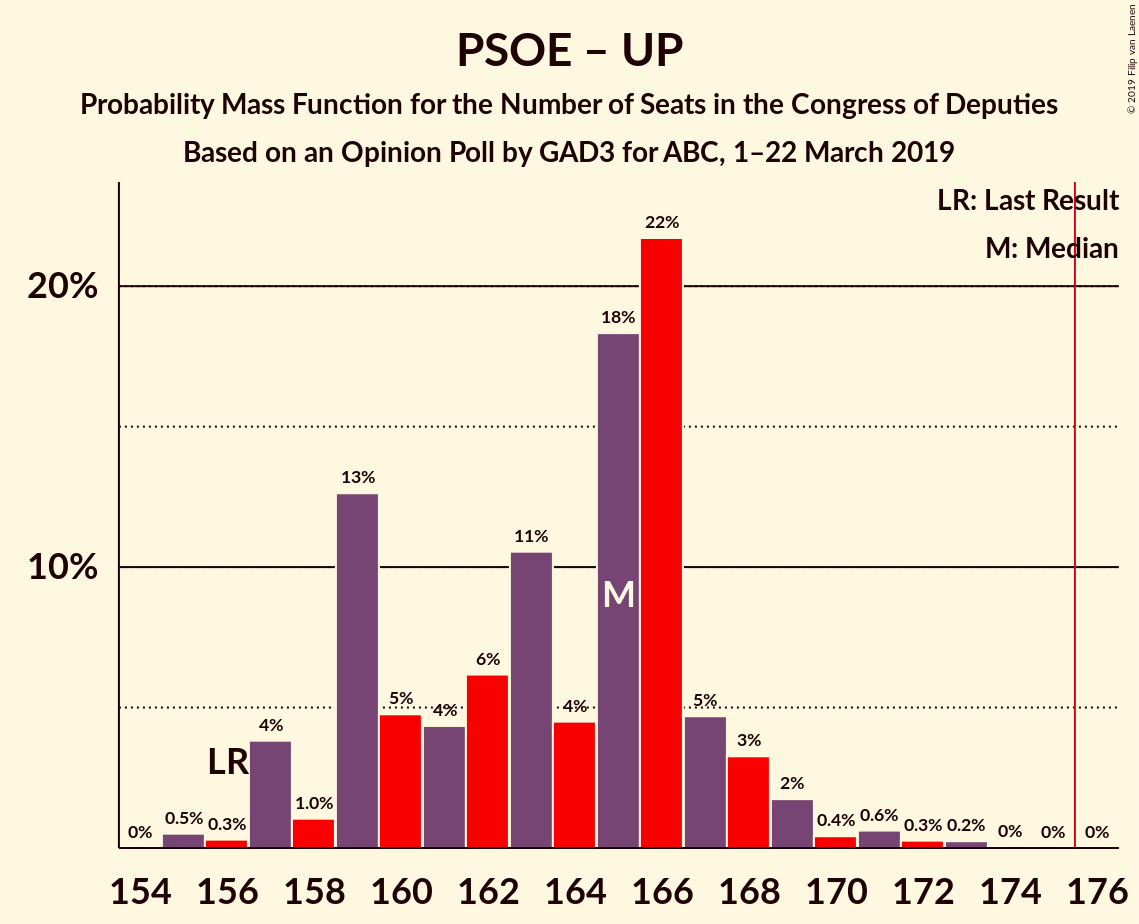 PSOE – UP
Probability Mass Function for the Number of Seats in the Congress of Deputies
Based on an Opinion Poll by GAD3 for ABC, 1–22 March 2019
© 2019 Filip van Laenen
LR: Last Result
M: Median
20%
10%
0%
0.5%
0.3%
4%
1.0%
13%
5%
4%
6%
11%
4%
18%
22%
5%
3%
2%
0.4%
0.6%
0.3%
0.2%
0%
0%
0%
LR
M
154 156 158 160 162 164 166 168 170 172 174 176